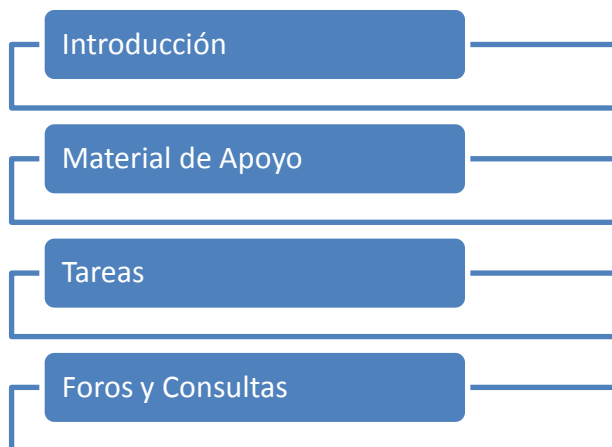 Introducción
Material de Apoyo
Tareas
Foros y Consultas